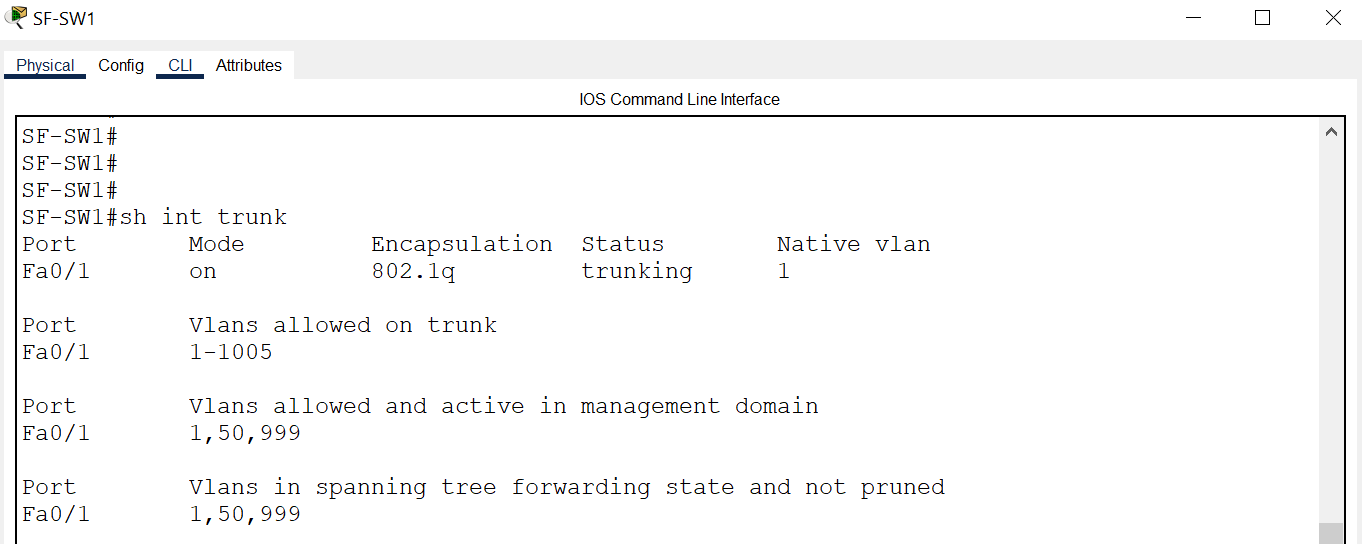 SF-SW1
Physical Config CLI Attributes
IOS Command Line Interface
SF-SW1#
SF-SW1#
SF-SW1#
SF-SW1#sh int trunk
Port Mode Encapsulation Status Native vlan
Fa0/1 on 802.1q trunking 1
Port Vlans allowed on trunk
Fa0/1 1-1005
Port Vlans allowed and active in management domain
Fa0/1 1,50,999
Port Vlans in spanning tree forwarding state and not pruned
Fa0/1 1,50,999